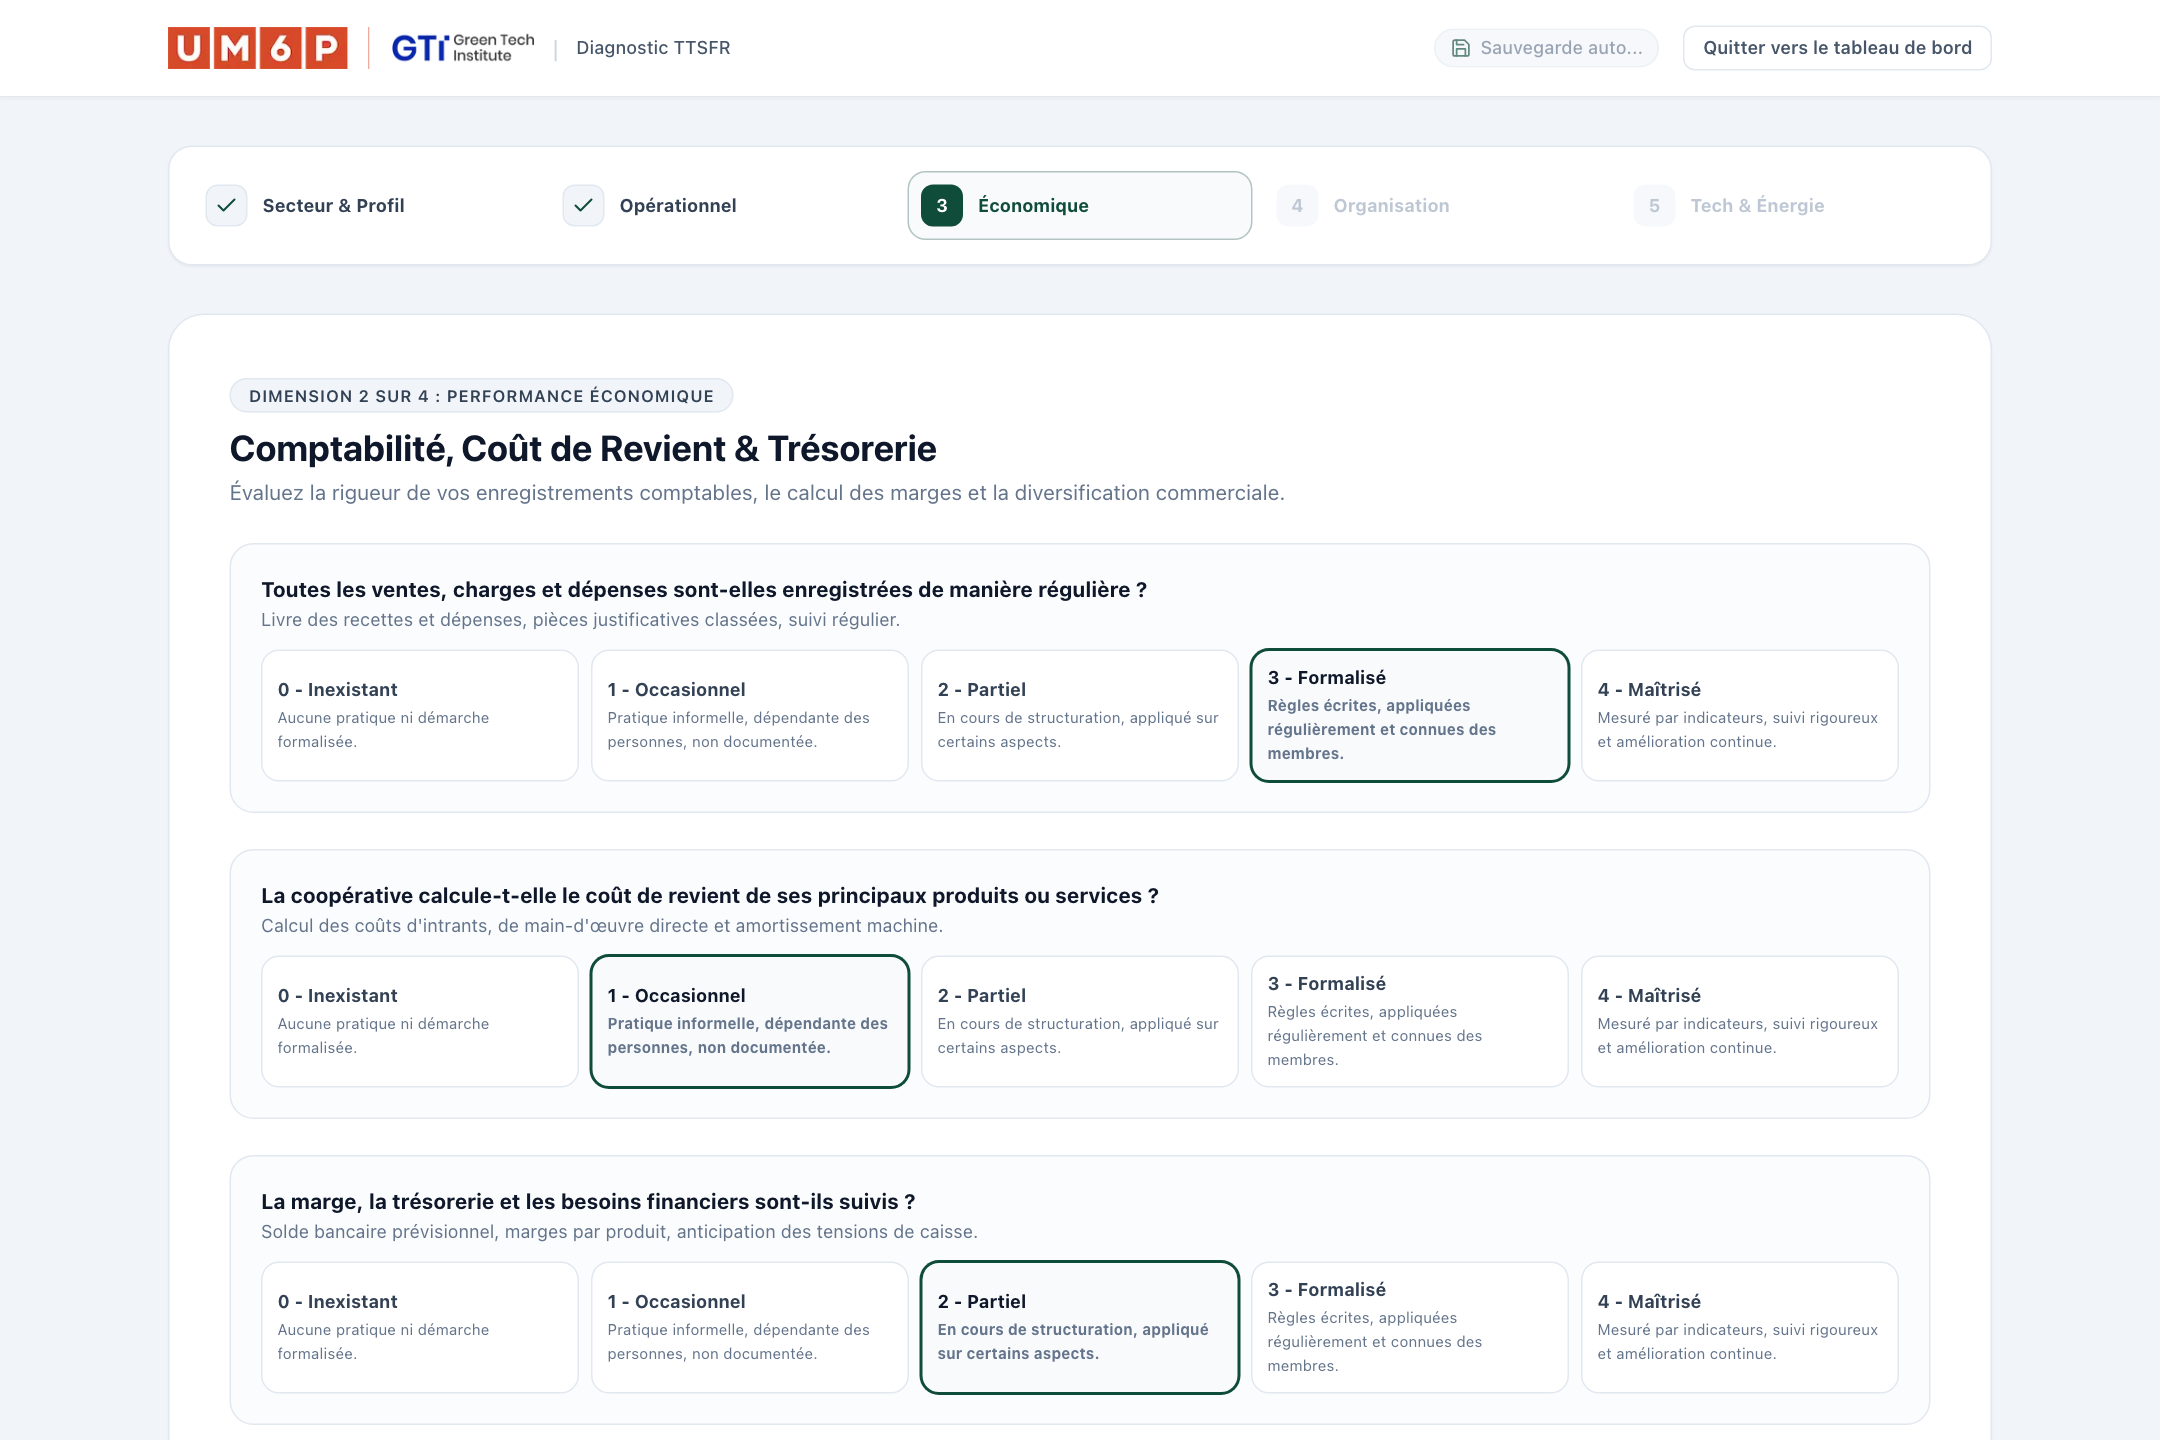 UM6P
GTi Green Tech Institute
Diagnostic TTSFR
Sauvegarde auto...
Quitter vers le tableau de bord
Secteur & Profil
Opérationnel
3 Économique
4 Organisation
5 Tech & Énergie
DIMENSION 2 SUR 4 : PERFORMANCE ÉCONOMIQUE
Comptabilité, Coût de Revient & Trésorerie
Évaluez la rigueur de vos enregistrements comptables, le calcul des marges et la diversification commerciale.
Toutes les ventes, charges et dépenses sont-elles enregistrées de manière régulière ?
Livre des recettes et dépenses, pièces justificatives classées, suivi régulier.
0 - Inexistant
Aucune pratique ni démarche
formalisée.
1 - Occasionnel
Pratique informelle, dépendante des
personnes, non documentée.
2 - Partiel
En cours de structuration, appliqué sur
certains aspects.
3 - Formalisé
Règles écrites, appliquées
régulièrement et connues des
membres.
4 - Maîtrisé
Mesuré par indicateurs, suivi rigoureux
et amélioration continue.
La coopérative calcule-t-elle le coût de revient de ses principaux produits ou services ?
Calcul des coûts d'intrants, de main-d'œuvre directe et amortissement machine.
0 - Inexistant
Aucune pratique ni démarche
formalisée.
1 - Occasionnel
Pratique informelle, dépendante des
personnes, non documentée.
2 - Partiel
En cours de structuration, appliqué sur
certains aspects.
3 - Formalisé
Règles écrites, appliquées
régulièrement et connues des
membres.
4 - Maîtrisé
Mesuré par indicateurs, suivi rigoureux
et amélioration continue.
La marge, la trésorerie et les besoins financiers sont-ils suivis ?
Solde bancaire prévisionnel, marges par produit, anticipation des tensions de caisse.
0 - Inexistant
Aucune pratique ni démarche
formalisée.
1 - Occasionnel
Pratique informelle, dépendante des
personnes, non documentée.
2 - Partiel
En cours de structuration, appliqué
sur certains aspects.
3 - Formalisé
Règles écrites, appliquées
régulièrement et connues des
membres.
4 - Maîtrisé
Mesuré par indicateurs, suivi rigoureux
et amélioration continue.